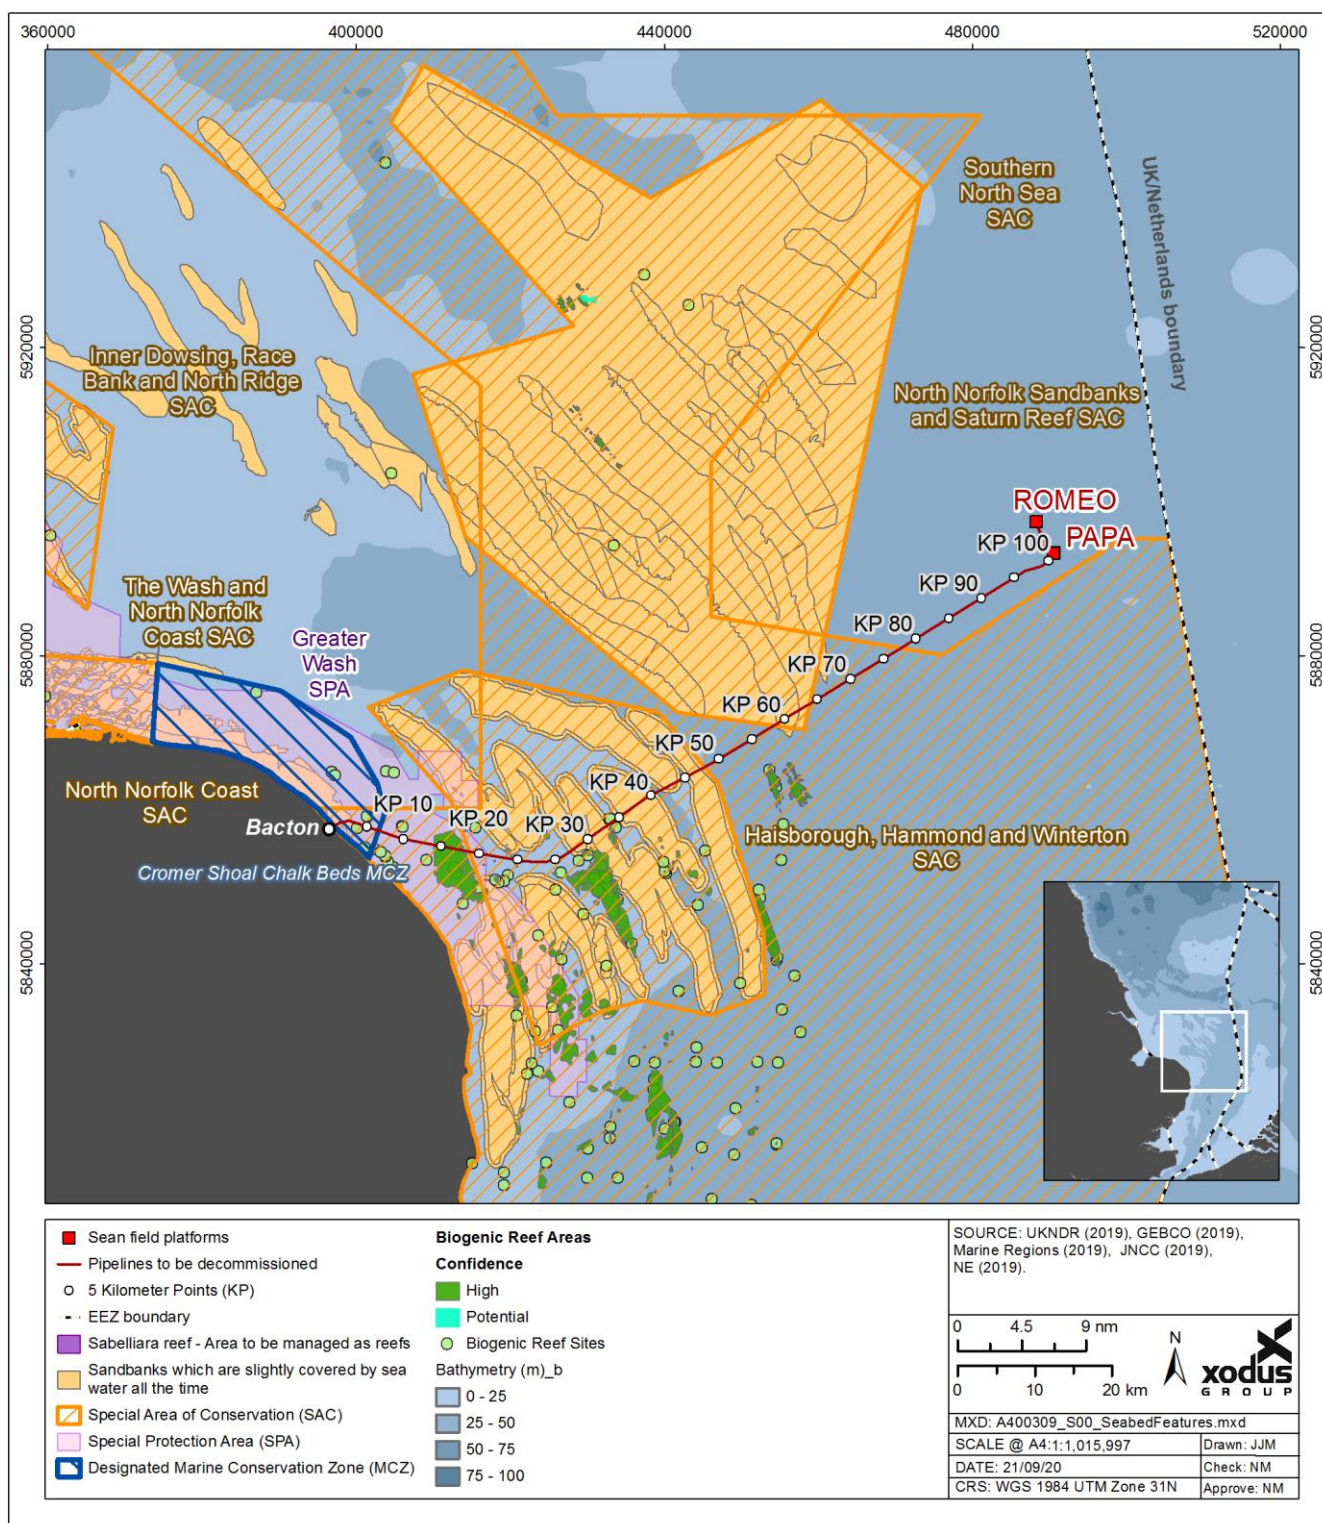 360000
400000
440000
480000
520000
5920000
5920000
5880000
5880000
5840000
5840000
Southern
North Sea
SAC
UK/Netherlands boundary
Inner Dowsing, Race
Bank and North Ridge
SAC
North Norfolk Sandbanks
and Saturn Reef SAC
ROMEO
PAPA
KP 100
KP 90
KP 80
KP 70
KP 60
KP 50
KP 40
KP 30
KP 20
KP 10
The Wash and
North Norfolk
Coast SAC
Greater
Wash
SPA
North Norfolk Coast
SAC
Bacton
Cromer Shoal Chalk Beds MCZ
Haisborough, Hammond and Winterton
SAC
Sean field platforms
Pipelines to be decommissioned
5 Kilometer Points (KP)
EEZ boundary
Sabelliara reef - Area to be managed as reefs
Sandbanks which are slightly covered by sea
water all the time
Special Area of Conservation (SAC)
Special Protection Area (SPA)
Designated Marine Conservation Zone (MCZ)
Biogenic Reef Areas
Confidence
High
Potential
Biogenic Reef Sites
Bathymetry (m)_b
0 - 25
25 - 50
50 - 75
75 - 100
SOURCE: UKNDR (2019), GEBCO (2019),
Marine Regions (2019), JNCC (2019),
NE (2019).
0 4.5 9 nm
0 10 20 km
N
xodus
GROUP
MXD: A400309_S00_SeabedFeatures.mxd
SCALE @ A4:1:1,015,997
Drawn: JJM
DATE: 21/09/20
Check: NM
CRS: WGS 1984 UTM Zone 31N
Approve: NM